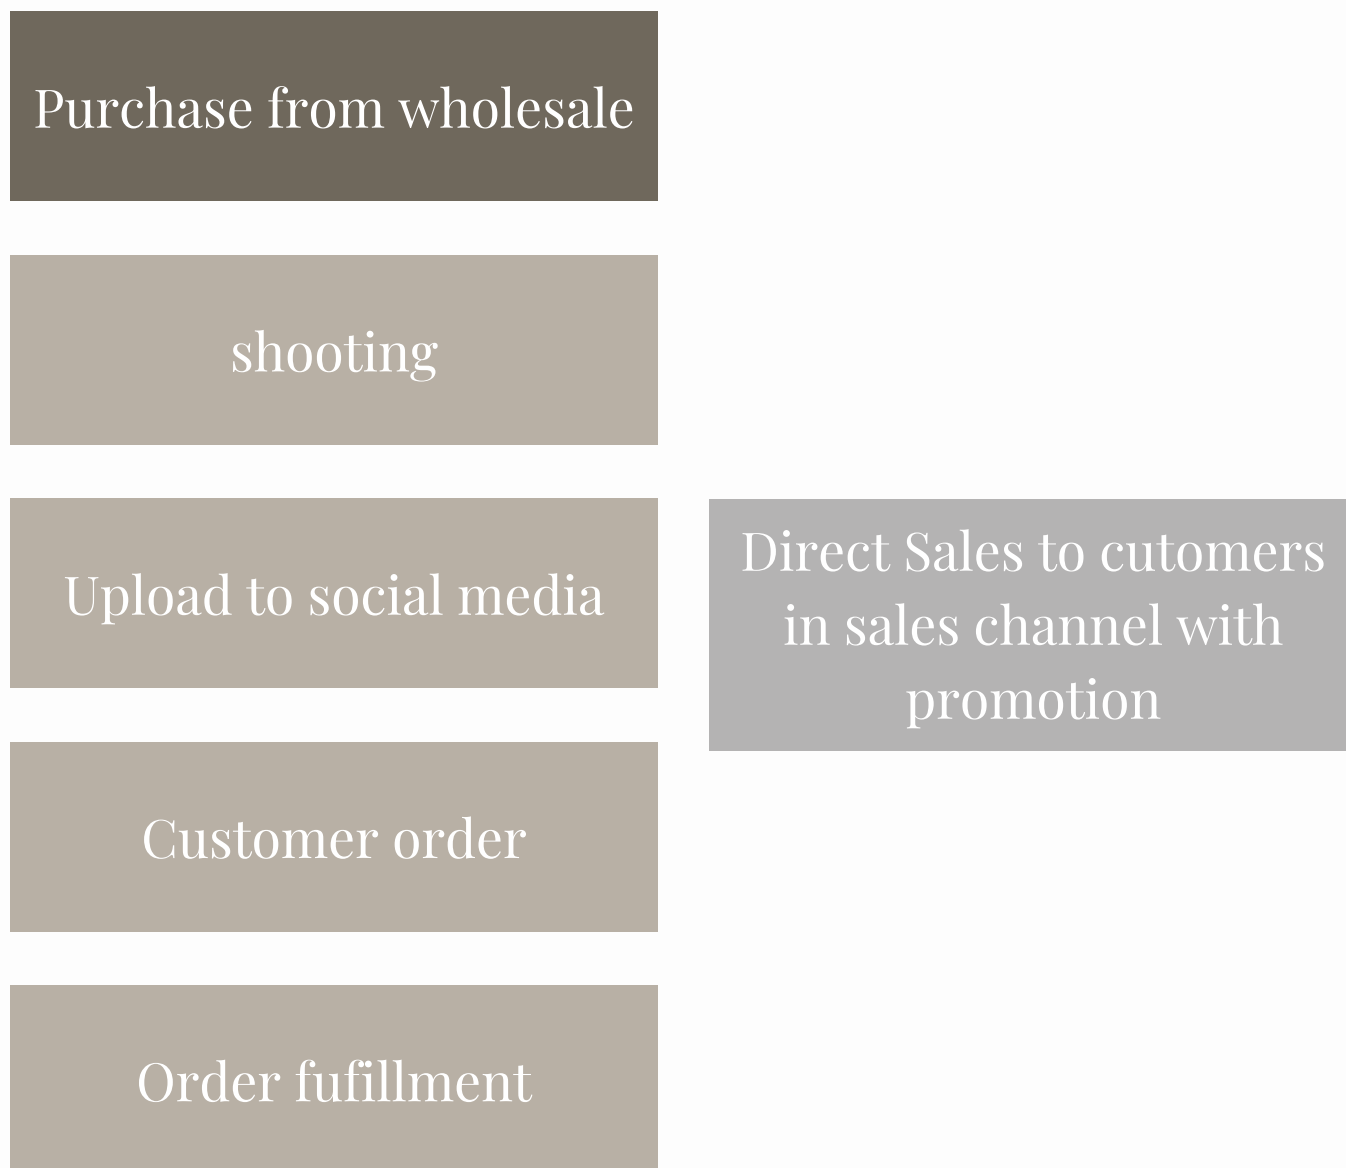 Purchase from wholesale
shooting
Upload to social media
Direct Sales to cutomers
in sales channel with
promotion
Customer order
Order fufillment